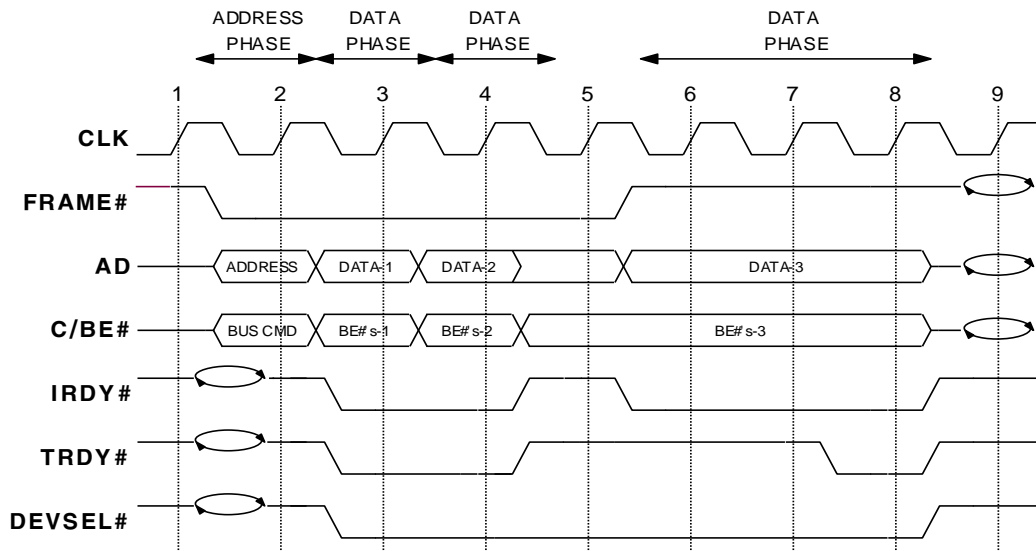 ADDRESS DATA DATA DATA
PHASE PHASE PHASE PHASE
1 2 3 4 5 6 7 8 9
CLK
FRAME#
AD ADDRESS DATA-1 DATA-2 DATA-3
C/BE# BUS CMD BE#'s-1 BE#'s-2 BE#'s-3
IRDY#
TRDY#
DEVSEL#